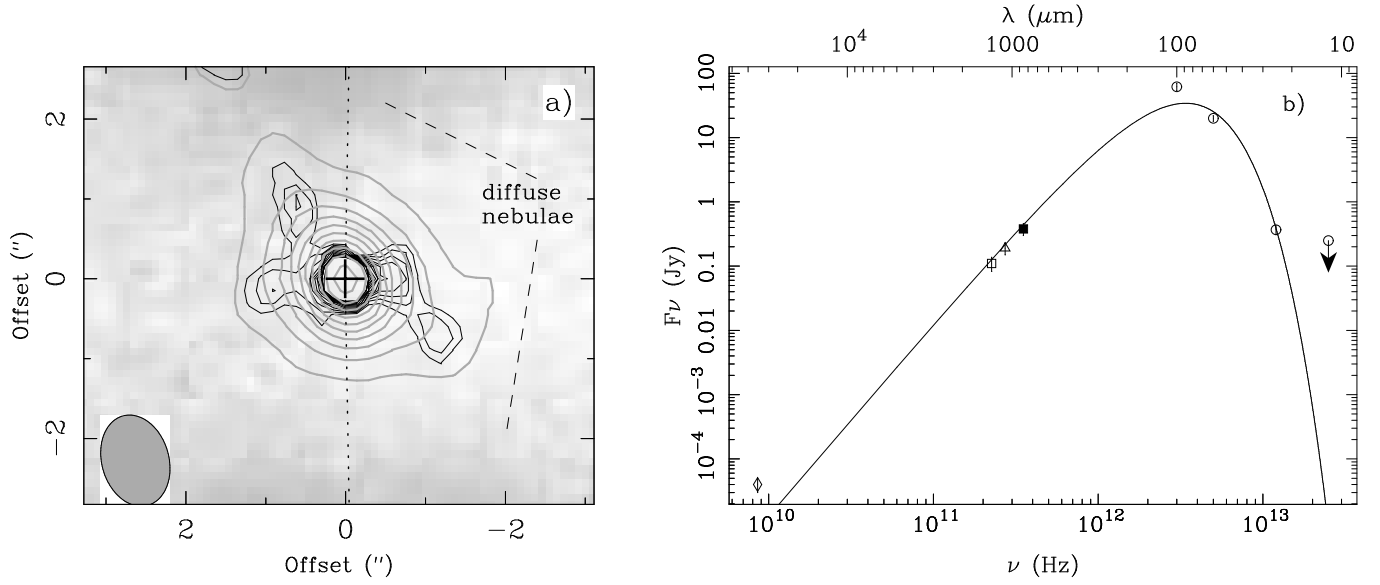 a)
2
0
−2
diffuse
nebulae
Offset (″)
2
0
−2
Offset (″)
λ (μm)
10⁴
1000
100
10
b)
100
10
1
0.1
0.01
10⁻³
10⁻⁴
Fν (Jy)
10¹⁰
10¹¹
10¹²
10¹³
ν (Hz)